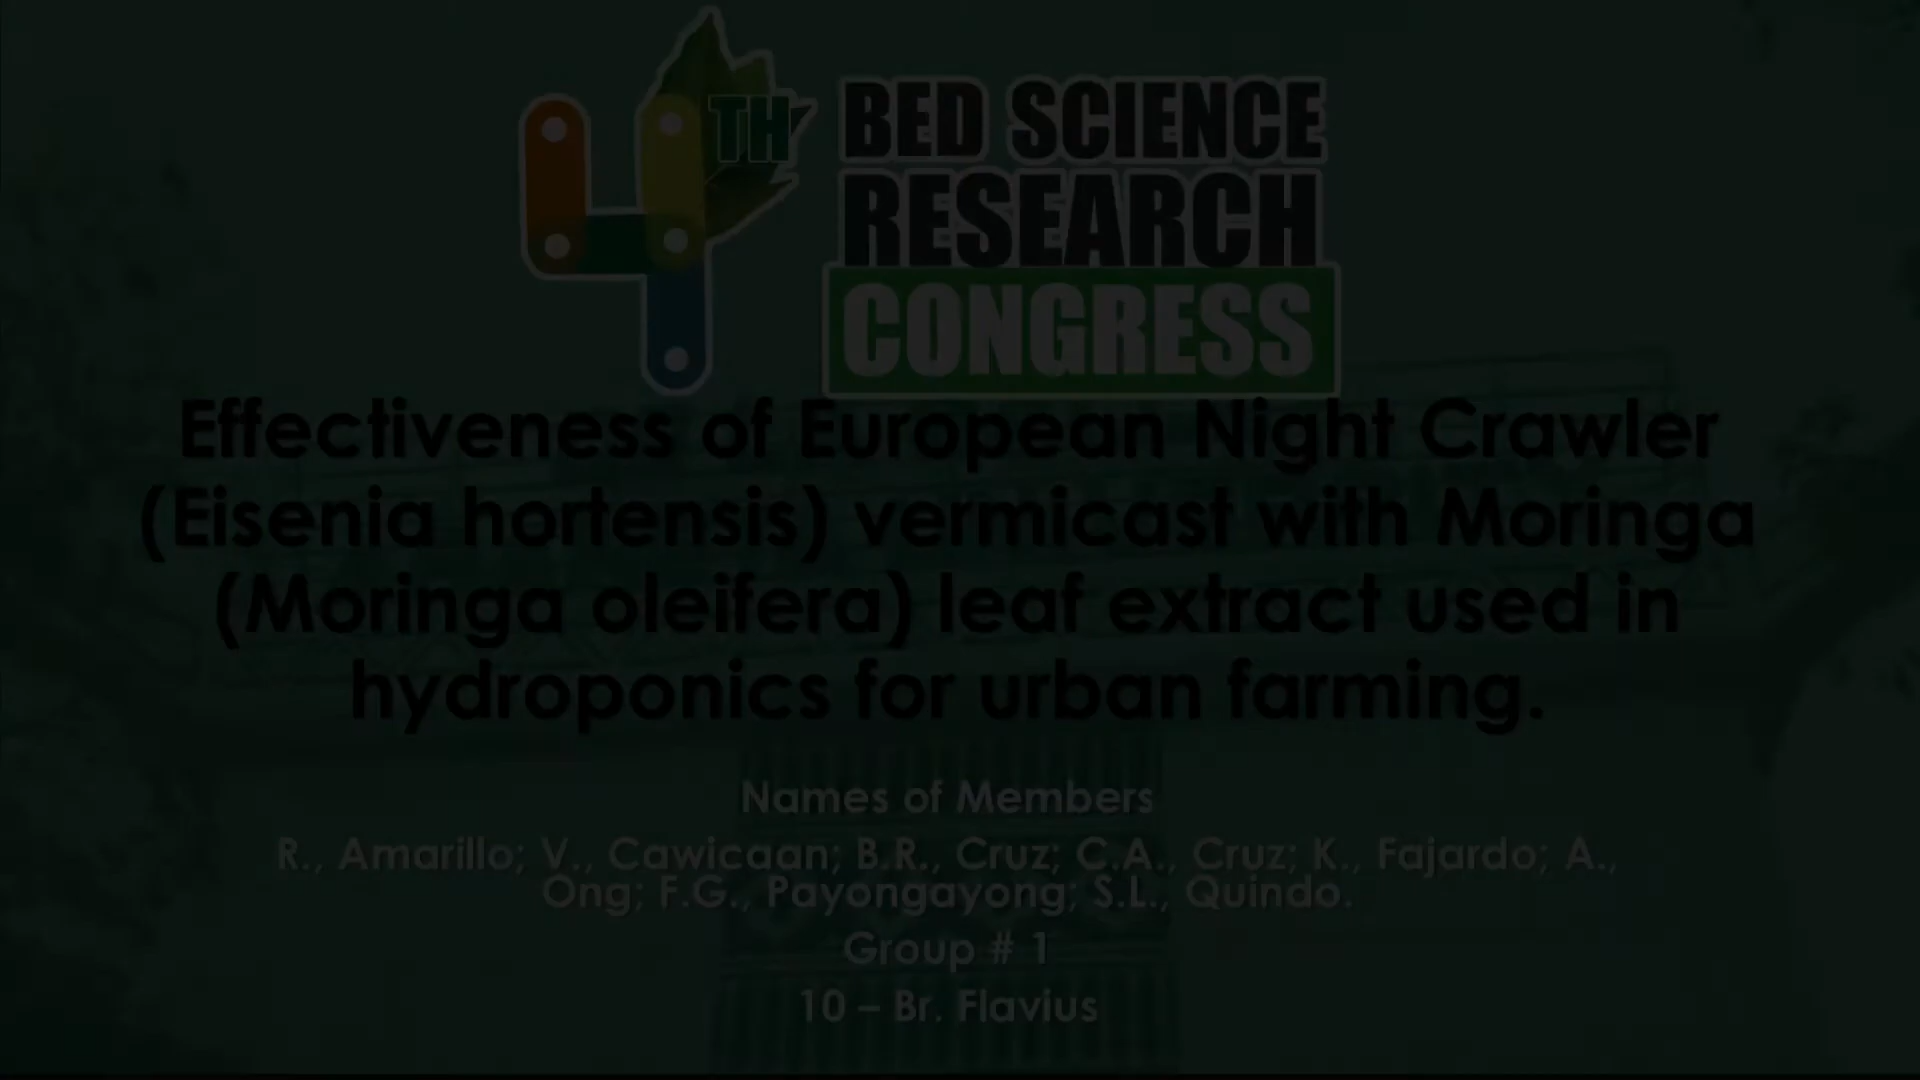 4TH BED SCIENCE
RESEARCH
CONGRESS
Effectiveness of European Night Crawler
(Eisenia hortensis) vermicast with Moringa
(Moringa oleifera) leaf extract used in
hydroponics for urban farming.
Names of Members
R., Amarillo; V., Cawicaan; B.R., Cruz; C.A., Cruz; K., Fajardo; A.,
Ong; F.G., Payongayong; S.L., Quindo.
Group # 1
10 – Br. Flavius